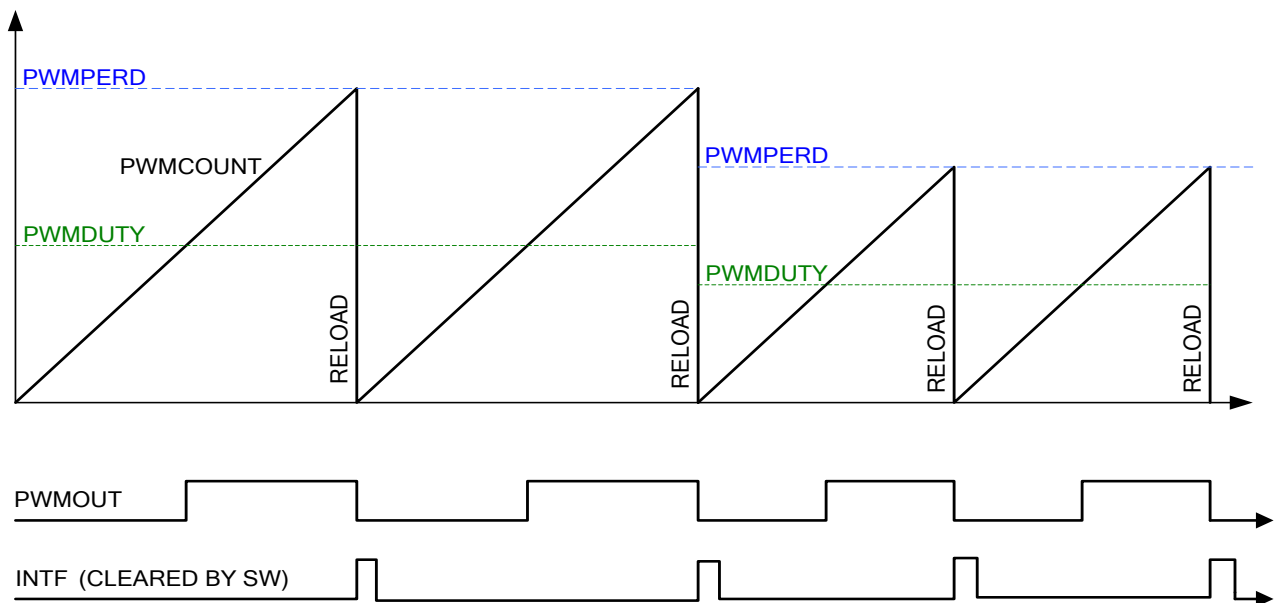 PWMPERD
PWMCOUNT
PWMPERD
PWMDUTY
PWMDUTY
RELOAD
RELOAD
RELOAD
RELOAD
PWMOUT
INTF (CLEARED BY SW)